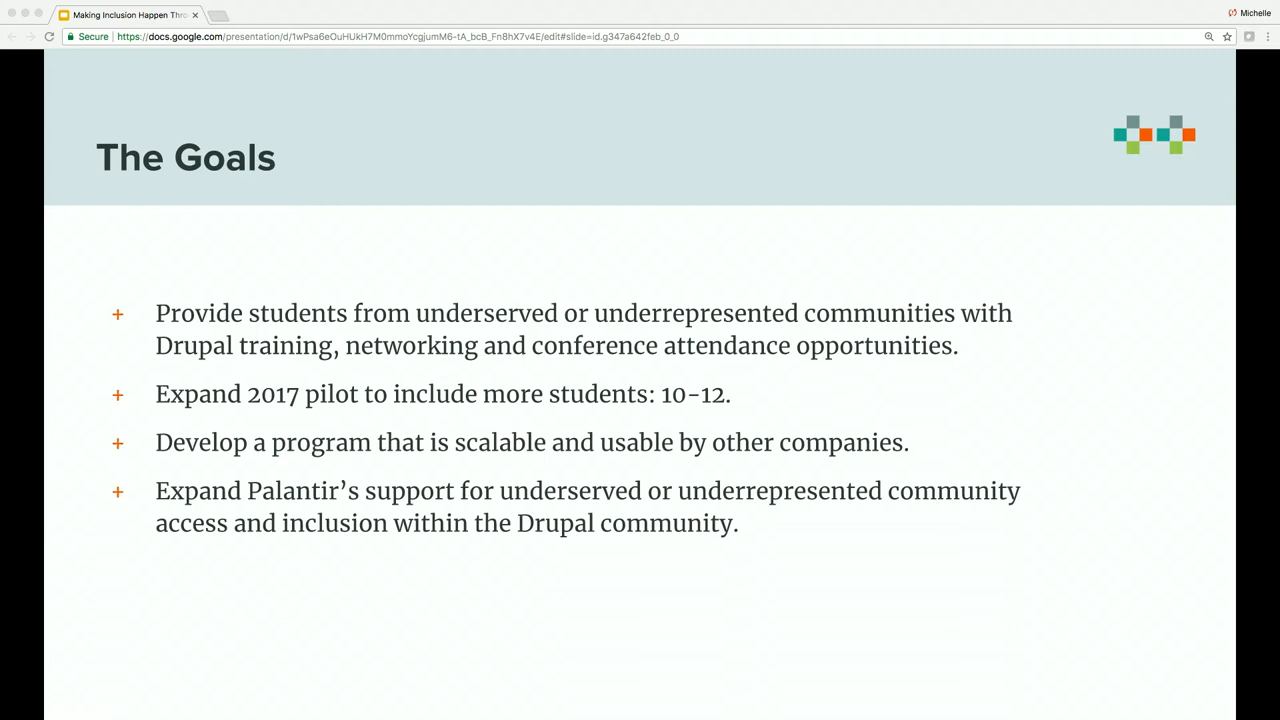 Making Inclusion Happen Thro
Michelle
Secure
https://docs.google.com/presentation/d/1wPsa6eOuHUkH7M0mmoYcgjumM6-tA_bcB_Fn8hX7v4E/edit#slide=id.g347a642feb_0_0
The Goals
+ Provide students from underserved or underrepresented communities with
Drupal training, networking and conference attendance opportunities.
+ Expand 2017 pilot to include more students: 10-12.
+ Develop a program that is scalable and usable by other companies.
+ Expand Palantir’s support for underserved or underrepresented community
access and inclusion within the Drupal community.